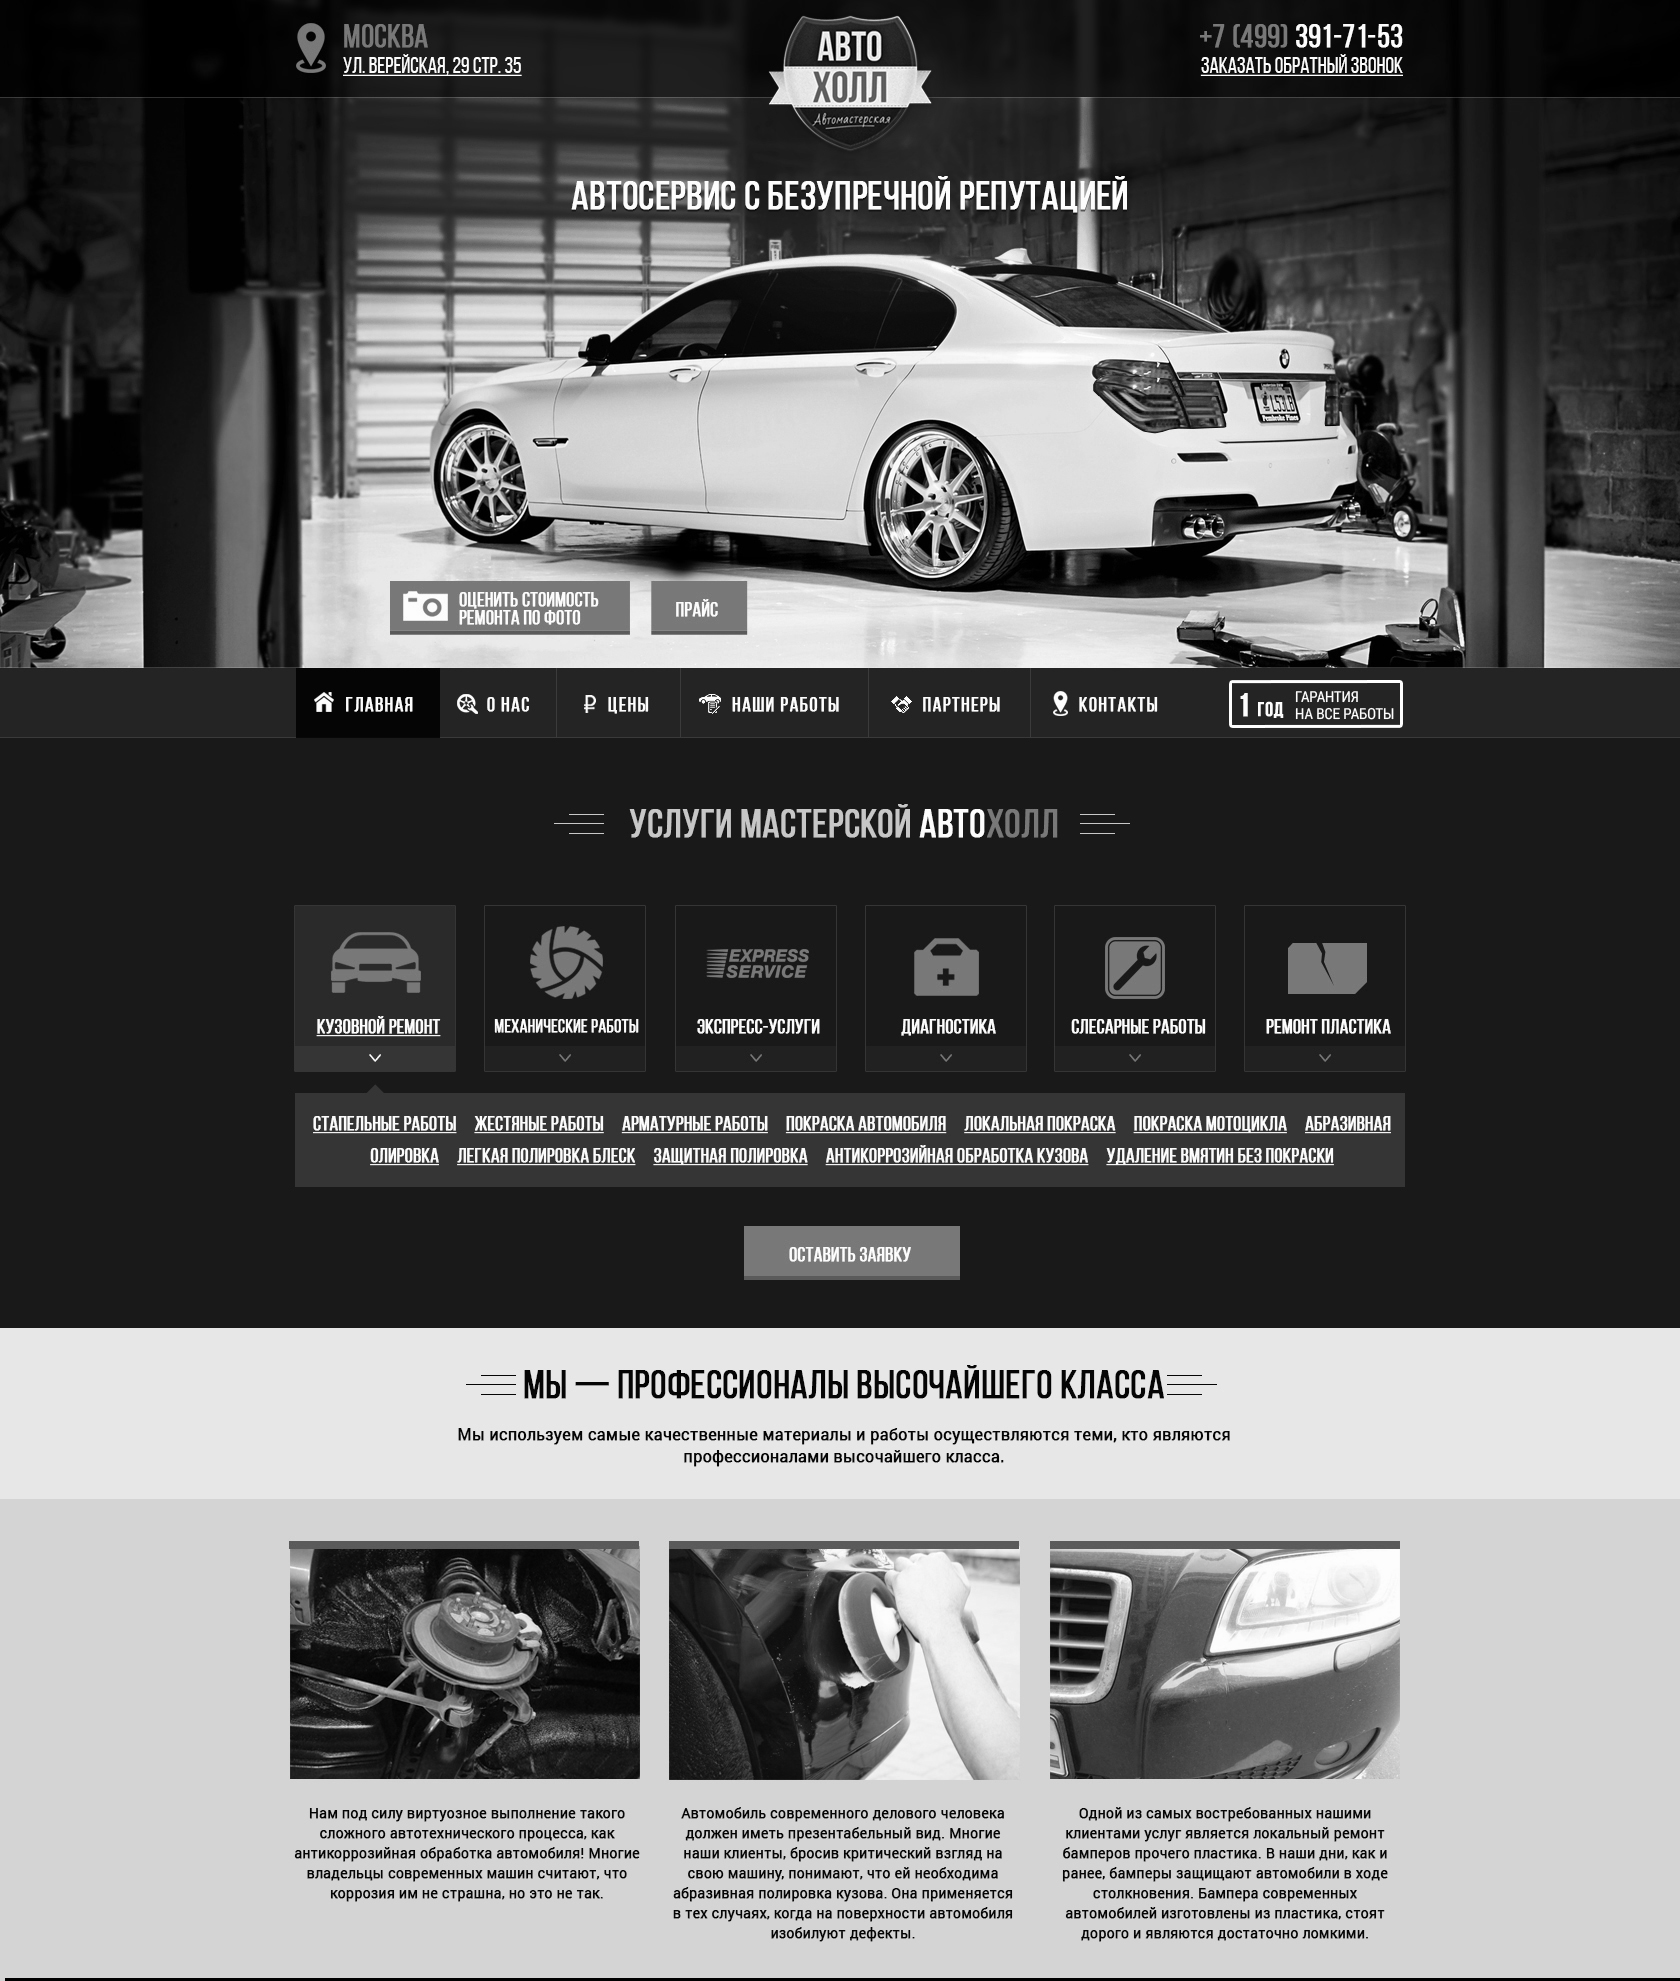 МОСКВА
УЛ. ВЕРЕЙСКАЯ, 29 СТР. 35
АВТО
ХОЛЛ
Автомастерская
+7 (499) 391-71-53
ЗАКАЗАТЬ ОБРАТНЫЙ ЗВОНОК
АВТОСЕРВИС С БЕЗУПРЕЧНОЙ РЕПУТАЦИЕЙ
Pembroke Pines
ОЦЕНИТЬ СТОИМОСТЬ
РЕМОНТА ПО ФОТО
ПРАЙС
ГЛАВНАЯ
О НАС
ЦЕНЫ
НАШИ РАБОТЫ
ПАРТНЕРЫ
КОНТАКТЫ
1 год
ГАРАНТИЯ
НА ВСЕ РАБОТЫ
УСЛУГИ МАСТЕРСКОЙ АВТОХОЛЛ
КУЗОВНОЙ РЕМОНТ
МЕХАНИЧЕСКИЕ РАБОТЫ
EXPRESS
SERVICE
ЭКСПРЕСС-УСЛУГИ
ДИАГНОСТИКА
СЛЕСАРНЫЕ РАБОТЫ
РЕМОНТ ПЛАСТИКА
СТАПЕЛЬНЫЕ РАБОТЫ ЖЕСТЯНЫЕ РАБОТЫ АРМАТУРНЫЕ РАБОТЫ ПОКРАСКА АВТОМОБИЛЯ ЛОКАЛЬНАЯ ПОКРАСКА ПОКРАСКА МОТОЦИКЛА АБРАЗИВНАЯ
ОЛИРОВКА ЛЕГКАЯ ПОЛИРОВКА БЛЕСК ЗАЩИТНАЯ ПОЛИРОВКА АНТИКОРРОЗИЙНАЯ ОБРАБОТКА КУЗОВА УДАЛЕНИЕ ВМЯТИН БЕЗ ПОКРАСКИ
ОСТАВИТЬ ЗАЯВКУ
МЫ — ПРОФЕССИОНАЛЫ ВЫСОЧАЙШЕГО КЛАССА
Мы используем самые качественные материалы и работы осуществляются теми, кто являются
профессионалами высочайшего класса.
Нам под силу виртуозное выполнение такого
сложного автотехнического процесса, как
антикоррозийная обработка автомобиля! Многие
владельцы современных машин считают, что
коррозия им не страшна, но это не так.
Автомобиль современного делового человека
должен иметь презентабельный вид. Многие
наши клиенты, бросив критический взгляд на
свою машину, понимают, что ей необходима
абразивная полировка кузова. Она применяется
в тех случаях, когда на поверхности автомобиля
изобилуют дефекты.
Одной из самых востребованных нашими
клиентами услуг является локальный ремонт
бамперов прочего пластика. В наши дни, как и
ранее, бамперы защищают автомобили в ходе
столкновения. Бампера современных
автомобилей изготовлены из пластика, стоят
дорого и являются достаточно ломкими.